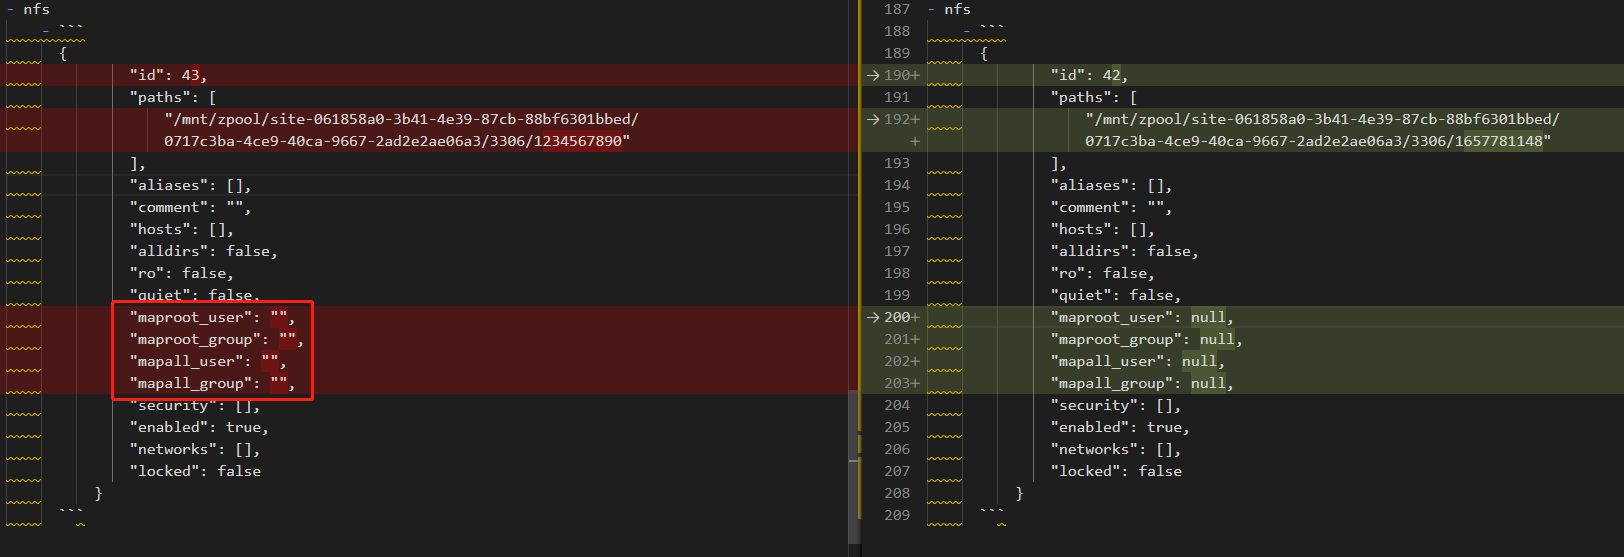 - nfs
- ```
{
"id": 43,
"paths": [
"/mnt/zpool/site-061858a0-3b41-4e39-87cb-88bf6301bbed/
0717c3ba-4ce9-40ca-9667-2ad2e2ae06a3/3306/1234567890"
],
"aliases": [],
"comment": "",
"hosts": [],
"alldirs": false,
"ro": false,
"quiet": false,
"maproot_user": "",
"maproot_group": "",
"mapall_user": "",
"mapall_group": "",
"security": [],
"enabled": true,
"networks": [],
"locked": false
}
```
187 - nfs
188 - ```
189 {
→190+ "id": 42,
191 "paths": [
→192+ "/mnt/zpool/site-061858a0-3b41-4e39-87cb-88bf6301bbed/
+ 0717c3ba-4ce9-40ca-9667-2ad2e2ae06a3/3306/1657781148"
193 ],
194 "aliases": [],
195 "comment": "",
196 "hosts": [],
197 "alldirs": false,
198 "ro": false,
199 "quiet": false,
→200+ "maproot_user": null,
201+ "maproot_group": null,
202+ "mapall_user": null,
203+ "mapall_group": null,
204 "security": [],
205 "enabled": true,
206 "networks": [],
207 "locked": false
208 }
209 ```